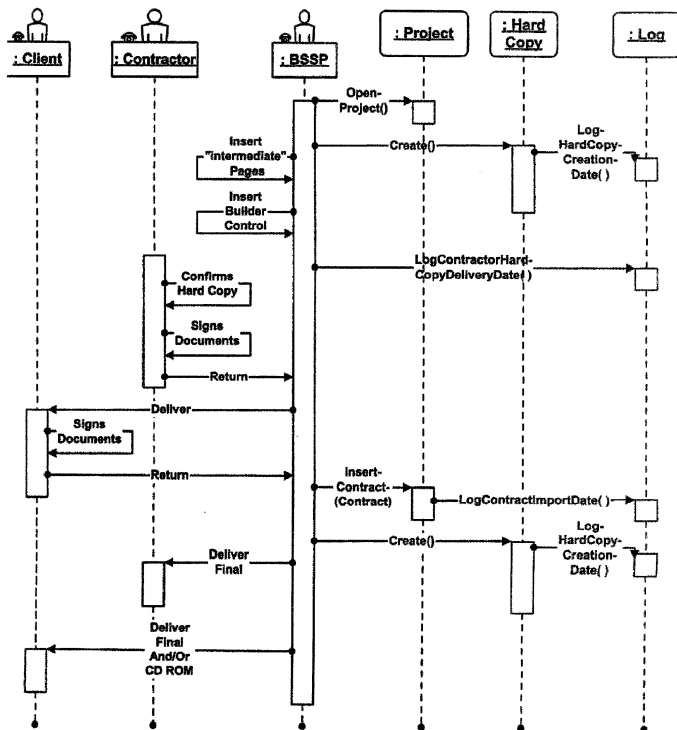 : Client
: Contractor
: BSSP
: Project
: Hard
Copy
: Log
Open-
Project()
Insert
"intermediate"
Pages
Create()
Log-
HardCopy-
Creation-
Date( )
Insert
Builder
Control
LogContractorHard-
CopyDeliveryDate( )
Confirms
Hard Copy
Signs
Documents
Return
Deliver
Signs
Documents
Return
Insert-
Contract-
(Contract)
LogContractImportDate( )
Create()
Log-
HardCopy-
Creation-
Date( )
Deliver
Final
Deliver
Final
And/Or
CD ROM